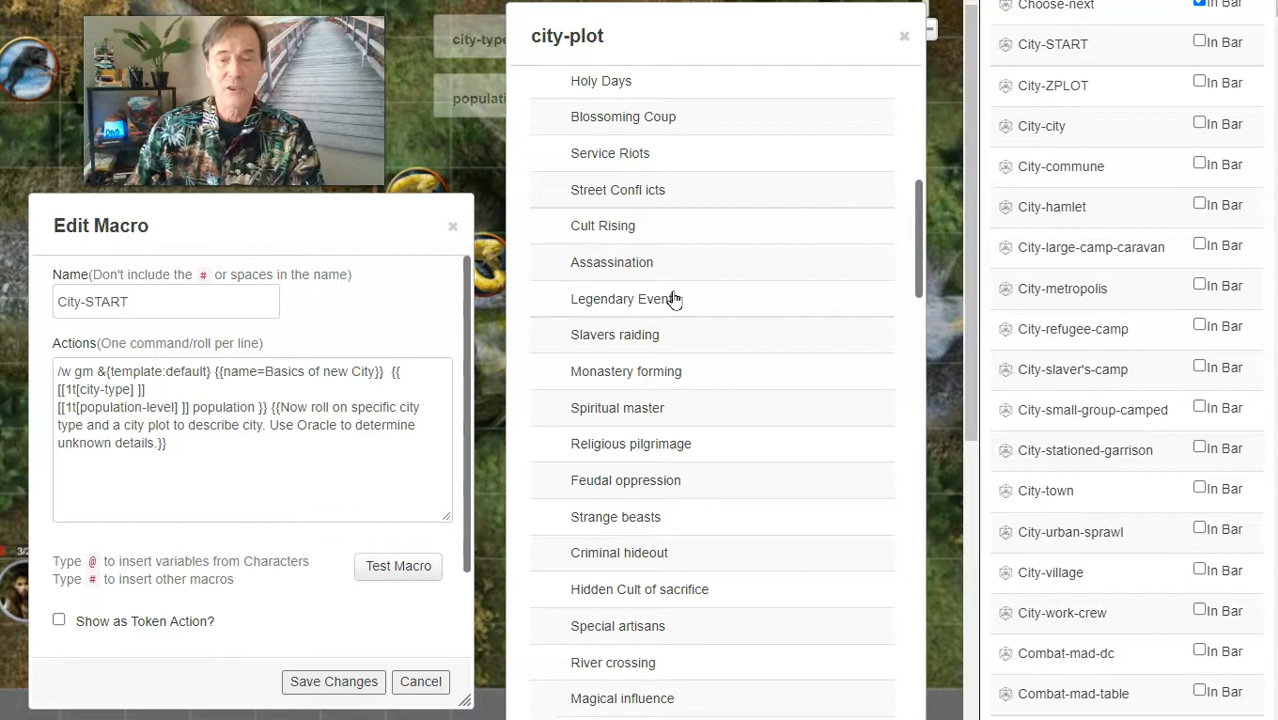 city-type
populati
Edit Macro
Name(Don't include the # or spaces in the name)
City-START
Actions(One command/roll per line)
/w gm &{template:default} {{name=Basics of new City}}  {{
[[1t[city-type] ]]
[[1t[population-level] ]] population }} {{Now roll on specific city
type and a city plot to describe city. Use Oracle to determine
unknown details.}}
Type @ to insert variables from Characters
Type # to insert other macros
Test Macro
Show as Token Action?
Save Changes
Cancel
city-plot
Holy Days
Blossoming Coup
Service Riots
Street Confl icts
Cult Rising
Assassination
Legendary Event
Slavers raiding
Monastery forming
Spiritual master
Religious pilgrimage
Feudal oppression
Strange beasts
Criminal hideout
Hidden Cult of sacrifice
Special artisans
River crossing
Magical influence
Choose-next In Bar
City-START In Bar
City-ZPLOT In Bar
City-city In Bar
City-commune In Bar
City-hamlet In Bar
City-large-camp-caravan In Bar
City-metropolis In Bar
City-refugee-camp In Bar
City-slaver's-camp In Bar
City-small-group-camped In Bar
City-stationed-garrison In Bar
City-town In Bar
City-urban-sprawl In Bar
City-village In Bar
City-work-crew In Bar
Combat-mad-dc In Bar
Combat-mad-table In Bar